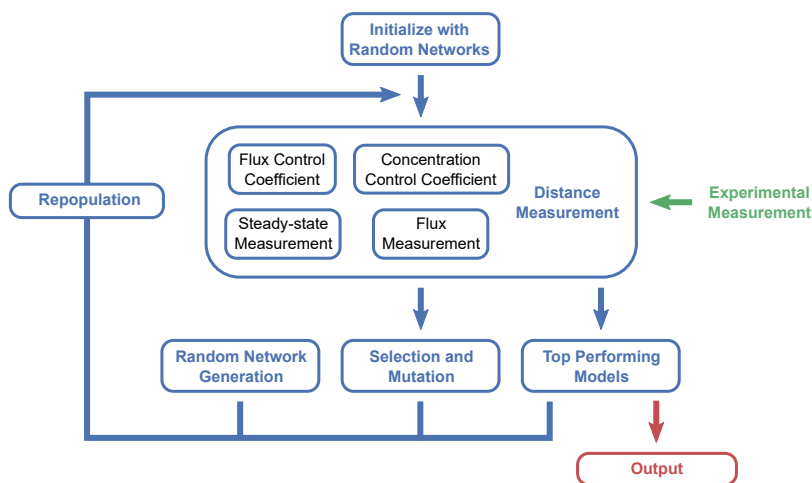 Initialize with
Random Networks
Flux Control
Coefficient
Concentration
Control Coefficient
Repopulation
Distance
Measurement
Experimental
Measurement
Steady-state
Measurement
Flux
Measurement
Random Network
Generation
Selection and
Mutation
Top Performing
Models
Output